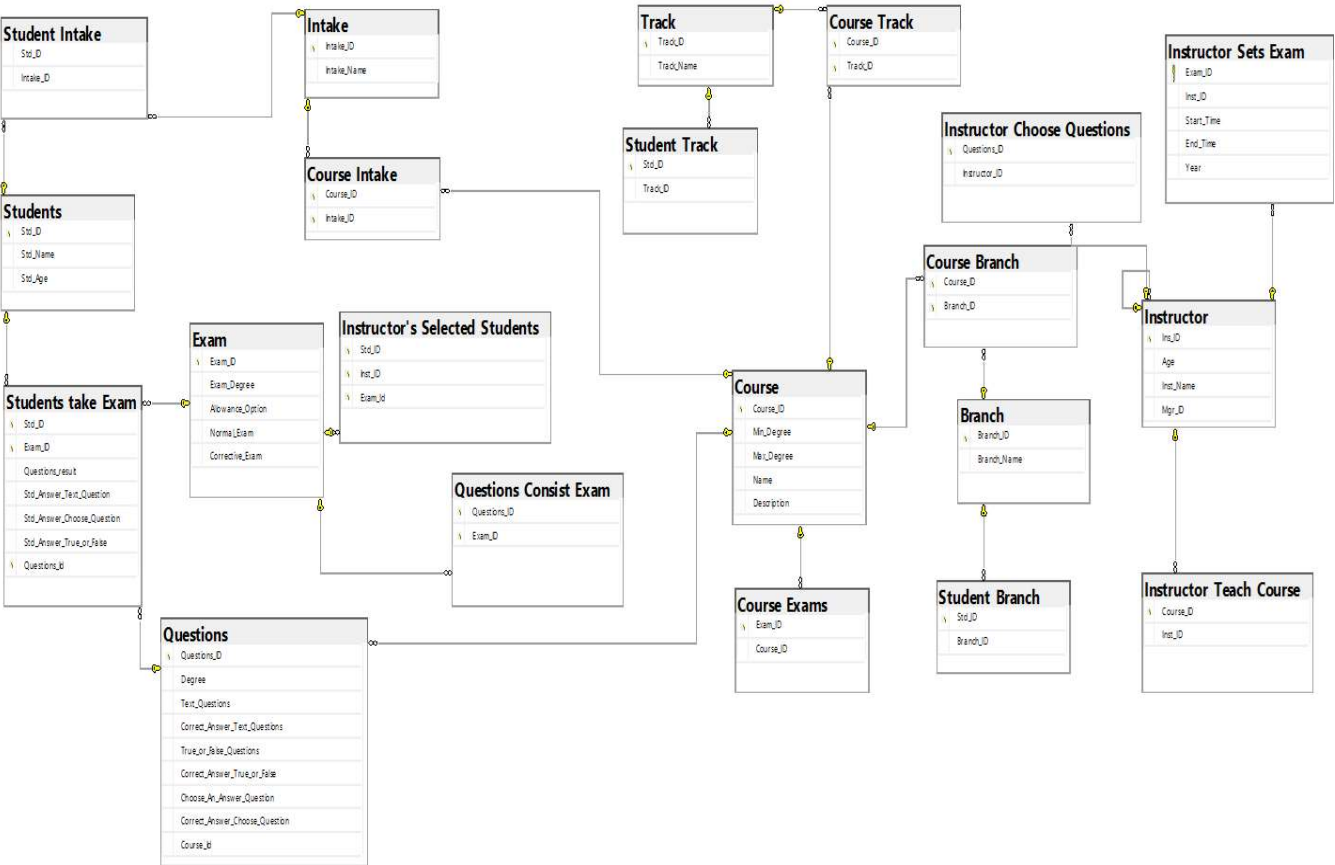 Student Intake
Std_ID
Intake_ID
Intake
Intake_ID
Intake_Name
Track
Track_ID
Track_Name
Course Track
Course_ID
Track_ID
Instructor Sets Exam
Exam_ID
Inst_ID
Start_Time
End_Time
Year
Instructor Choose Questions
Questions_ID
Instructor_ID
Student Track
Std_ID
Track_ID
Course Intake
Course_ID
Intake_ID
Students
Std_ID
Std_Name
Std_Age
Course Branch
Course_ID
Branch_ID
Instructor
Ins_ID
Age
Inst_Name
Mgr_ID
Instructor's Selected Students
Std_ID
Inst_ID
Exam_Id
Exam
Exam_ID
Exam_Degree
Alowance_Option
Normal_Exam
Corrective_Exam
Course
Course_ID
Min_Degree
Max_Degree
Name
Description
Students take Exam
Std_ID
Exam_ID
Questions_result
Std_Answer_Text_Question
Std_Answer_Choose_Question
Std_Answer_True_or_False
Questions_Id
Branch
Branch_ID
Branch_Name
Questions Consist Exam
Questions_ID
Exam_ID
Instructor Teach Course
Course_ID
Inst_ID
Student Branch
Std_ID
Branch_ID
Course Exams
Exam_ID
Course_ID
Questions
Questions_ID
Degree
Text_Questions
Correct_Answer_Text_Questions
True_or_False_Questions
Correct_Answer_True_or_False
Choose_An_Answer_Question
Correct_Answer_Choose_Question
Course_Id